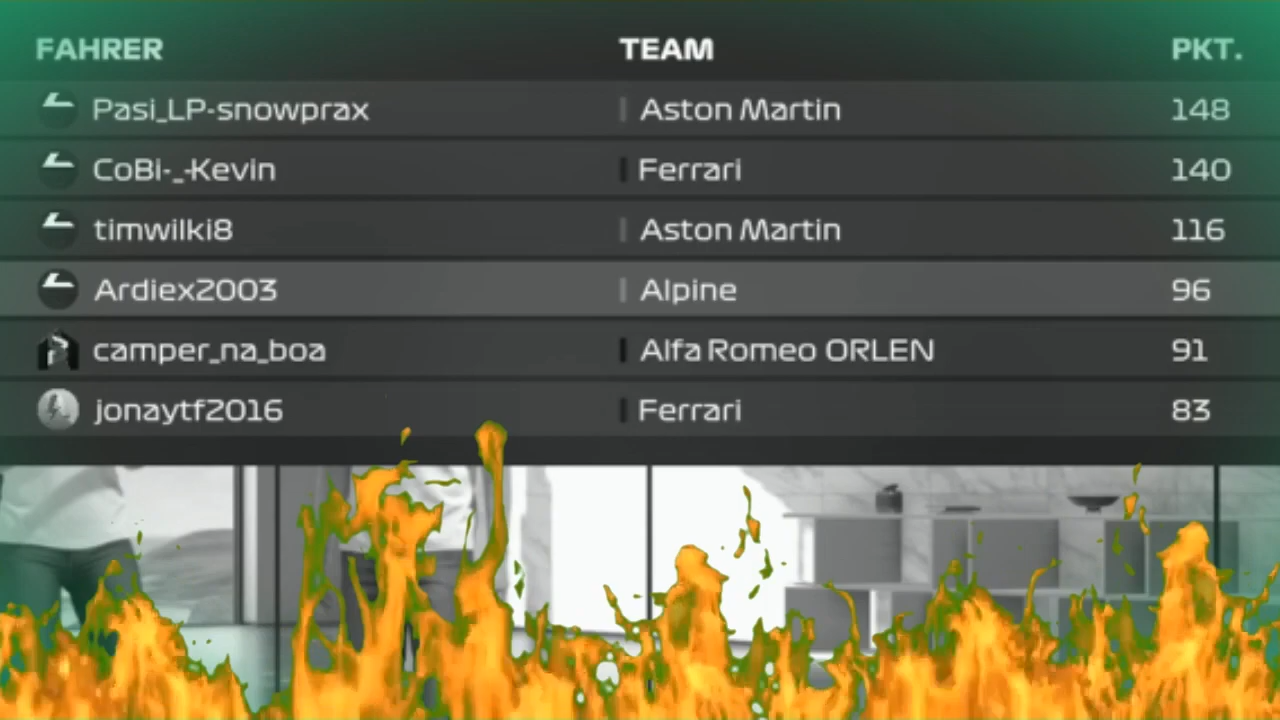 FAHRER TEAM PKT.
Pasi_LP-snowprax Aston Martin 148
CoBi-_-Kevin Ferrari 140
timwilki8 Aston Martin 116
Ardiex2003 Alpine 96
camper_na_boa Alfa Romeo ORLEN 91
jonaytf2016 Ferrari 83